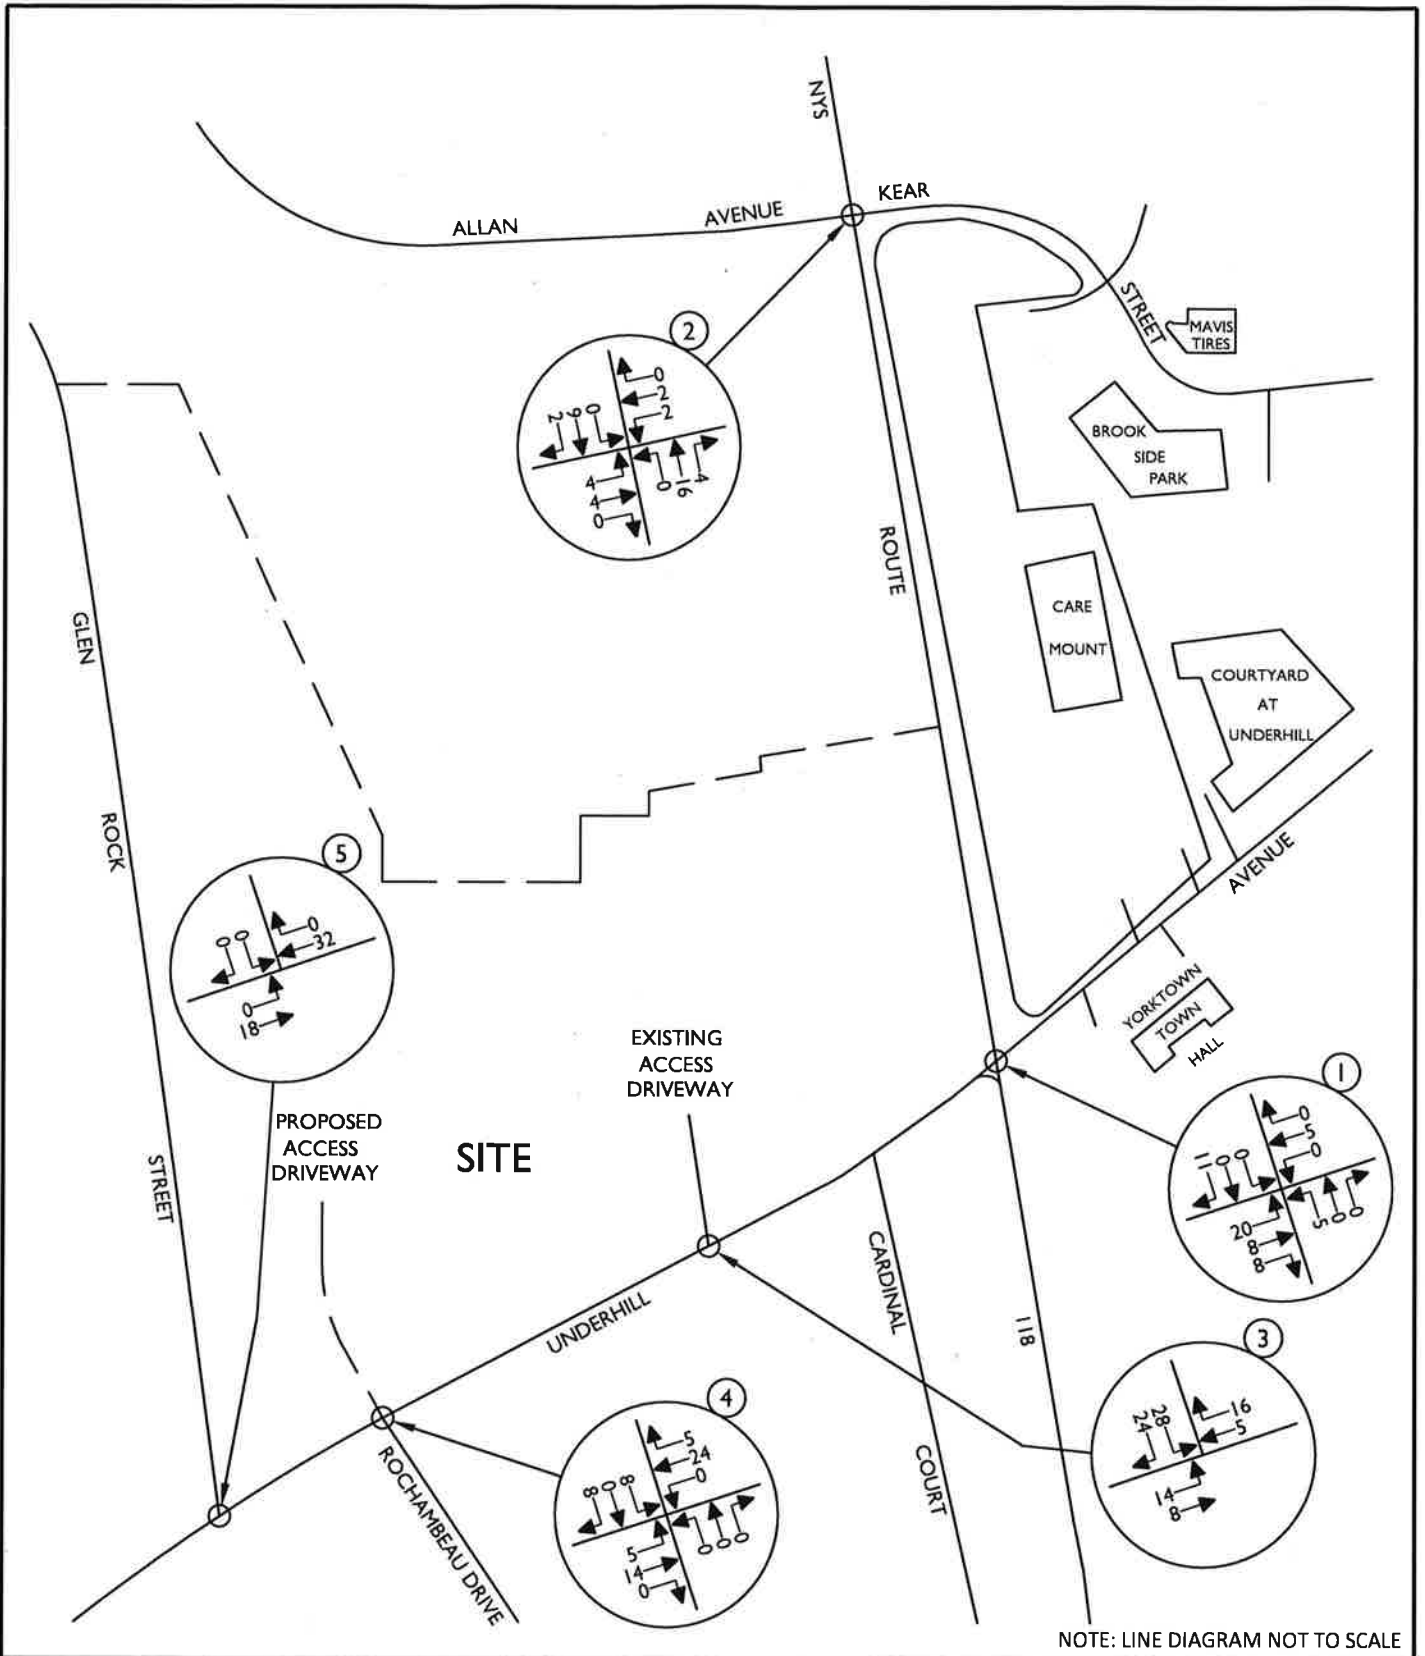 NYS
ALLAN
AVENUE
KEAR
STREET
MAVIS
TIRES
2
0
2
2
2
6
0
4
4
0
0
16
4
BROOK
SIDE
PARK
ROUTE
GLEN
CARE
MOUNT
COURTYARD
AT
UNDERHILL
ROCK
5
0
0
0
32
0
18
AVENUE
YORKTOWN
TOWN
HALL
EXISTING
ACCESS
DRIVEWAY
PROPOSED
ACCESS
DRIVEWAY
SITE
STREET
1
0
5
0
11
0
0
20
8
8
5
0
0
CARDINAL
UNDERHILL
118
3
16
5
24
28
14
8
4
5
24
0
8
0
8
5
14
0
0
0
0
ROCHAMBEAU DRIVE
COURT
NOTE: LINE DIAGRAM NOT TO SCALE